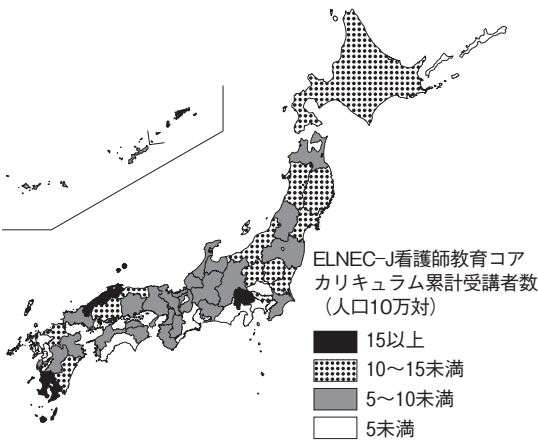 ELNEC-J看護師教育コア
カリキュラム累計受講者数
（人口10万対）
15以上
10～15未満
5～10未満
5未満